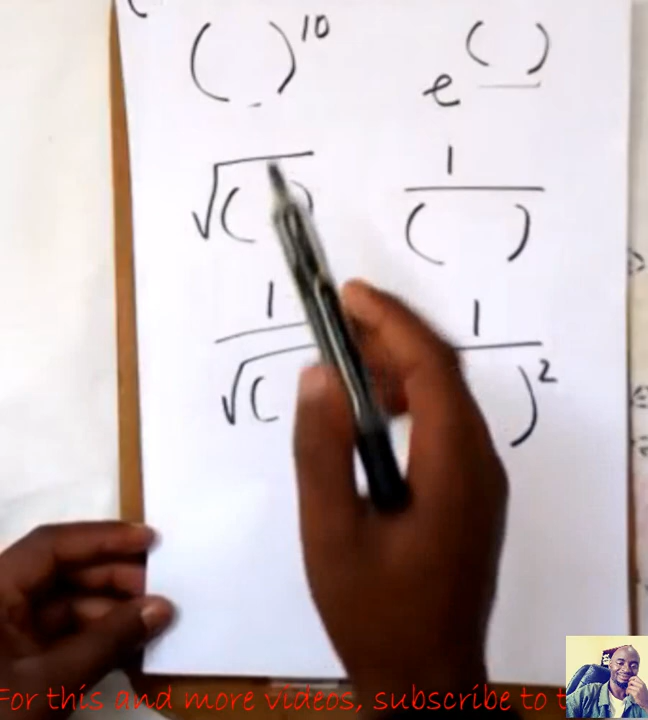 ( )^10 e^( )
√( ) 1/( )
1/√( 1/ )^2
For this and more videos, subscribe to t